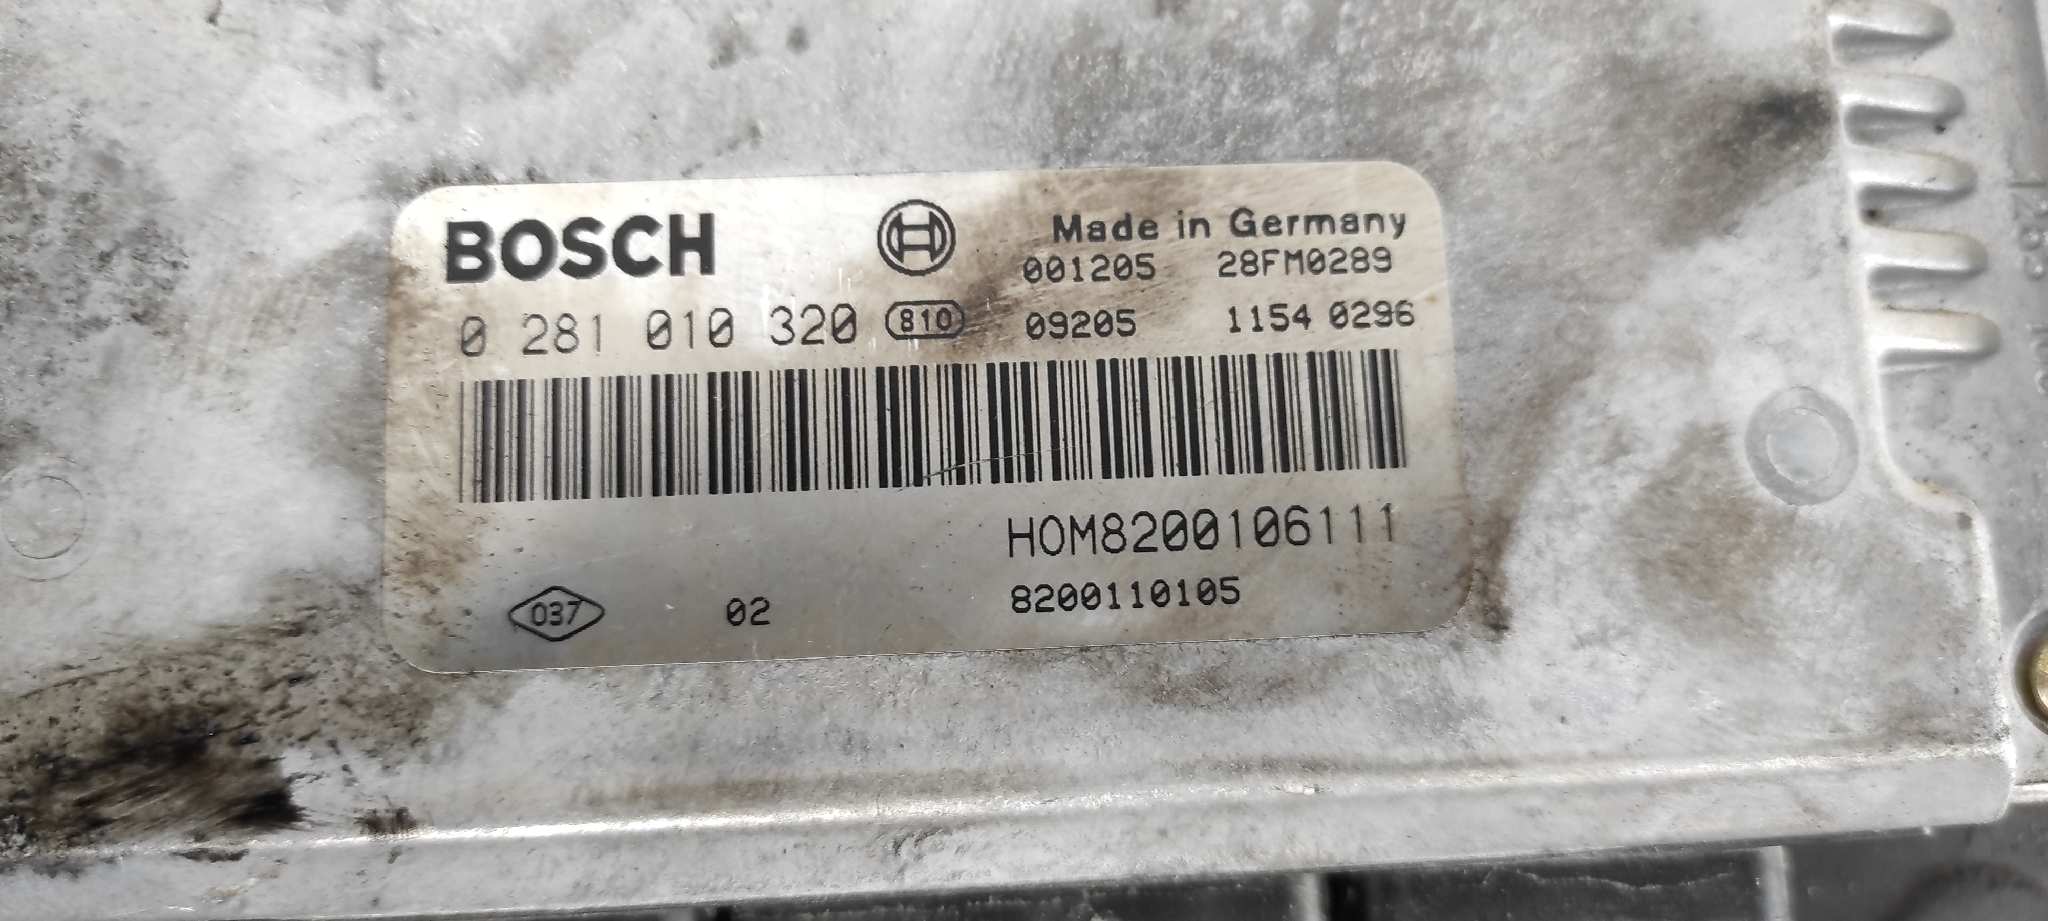 BOSCH
Made in Germany
001205 28FM0289
0 281 010 320 810 09205 1154 0296
HOM8200106111
037 02 8200110105